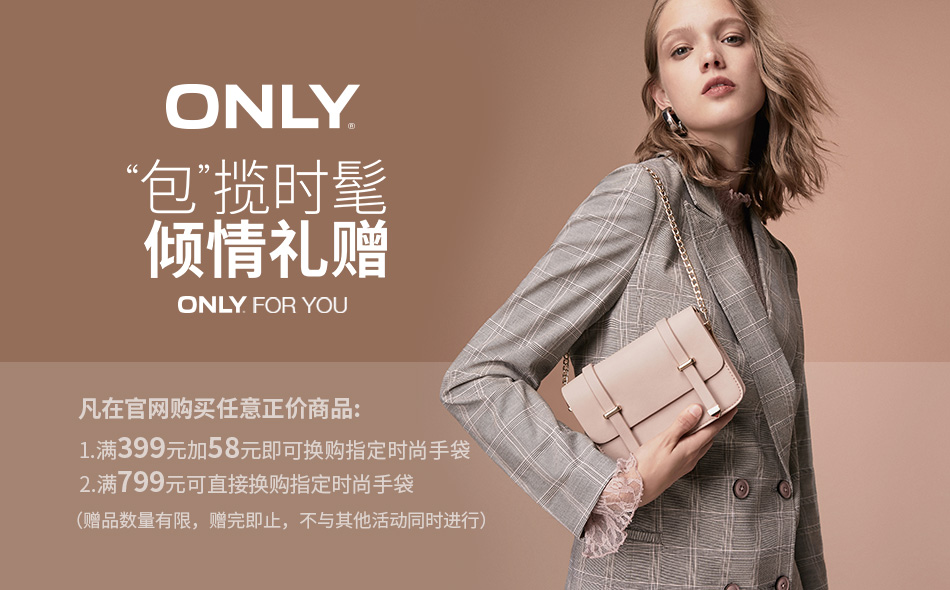 ONLY®
“包”揽时髦
倾情礼赠
ONLY® FOR YOU
凡在官网购买任意正价商品:
1.满399元加58元即可换购指定时尚手袋
2.满799元可直接换购指定时尚手袋
（赠品数量有限，赠完即止，不与其他活动同时进行）